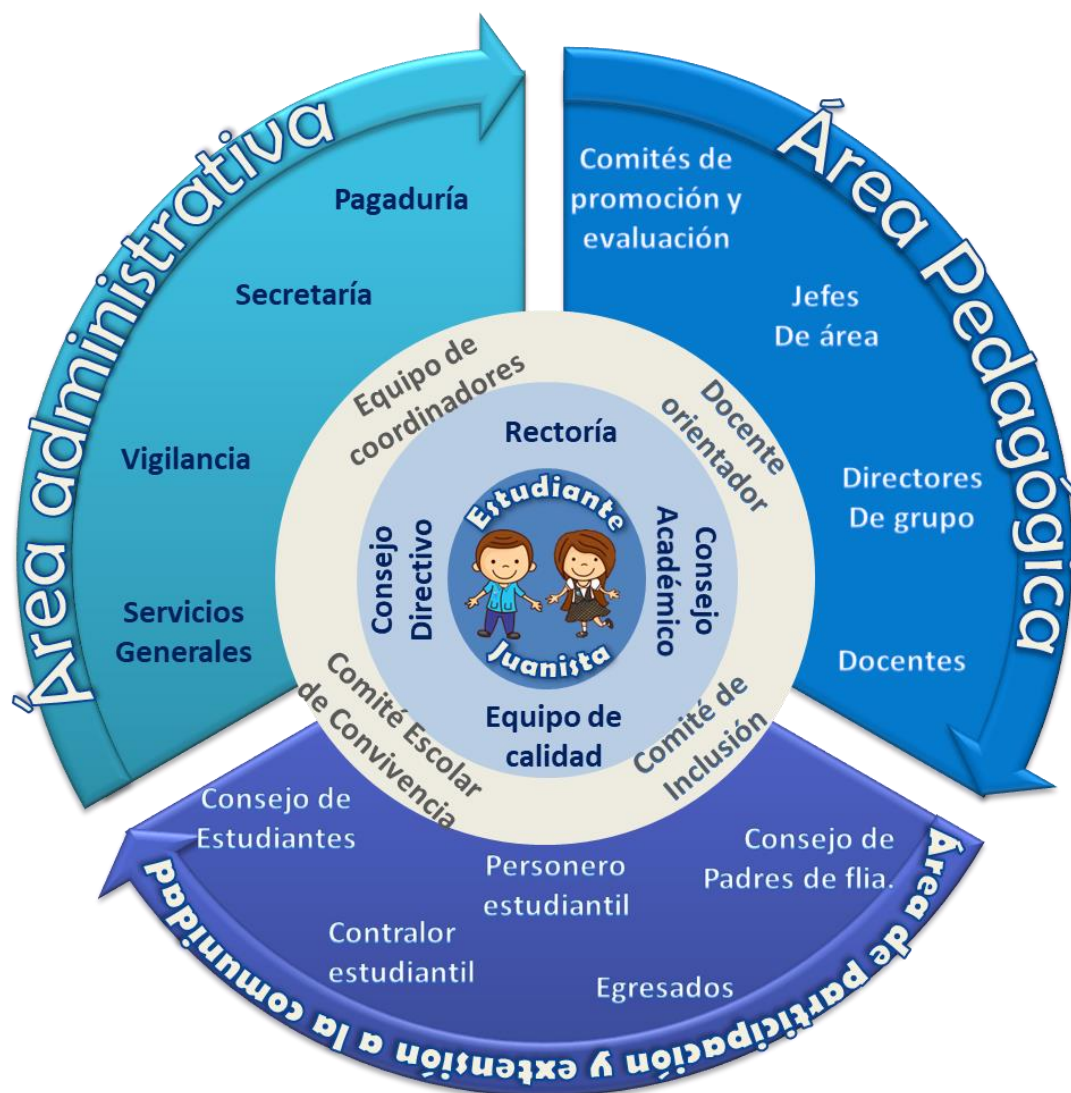 Área administrativa
Pagaduría
Secretaría
Vigilancia
Servicios
Generales
Área Pedagógica
Comités de
promoción y
evaluación
Jefes
De área
Directores
De grupo
Docentes
Área de participación y extensión a la comunidad
Consejo de
Estudiantes
Personero
estudiantil
Consejo de
Padres de flia.
Contralor
estudiantil
Egresados
Equipo de
coordinadores
Docente
orientador
Comité Escolar
de Convivencia
Comité de
Inclusión
Rectoría
Consejo
Directivo
Consejo
Académico
Equipo de
calidad
Estudiante
Juanista